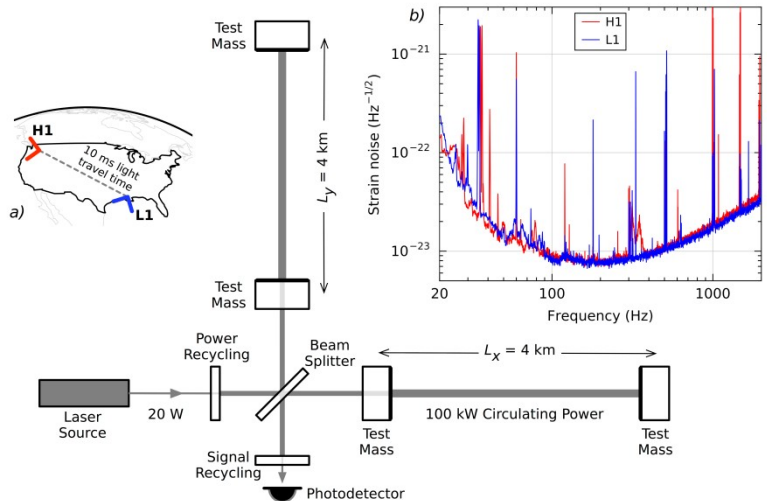 Test
Mass
L_y = 4 km
Test
Mass
a)
H1
10 ms light
travel time
L1
b)
H1
L1
Strain noise (Hz^{-1/2})
10^{-21}
10^{-22}
10^{-23}
20
100
1000
Frequency (Hz)
Power
Recycling
Beam
Splitter
L_x = 4 km
Laser
Source
20 W
100 kW Circulating Power
Test
Mass
Test
Mass
Signal
Recycling
Photodetector